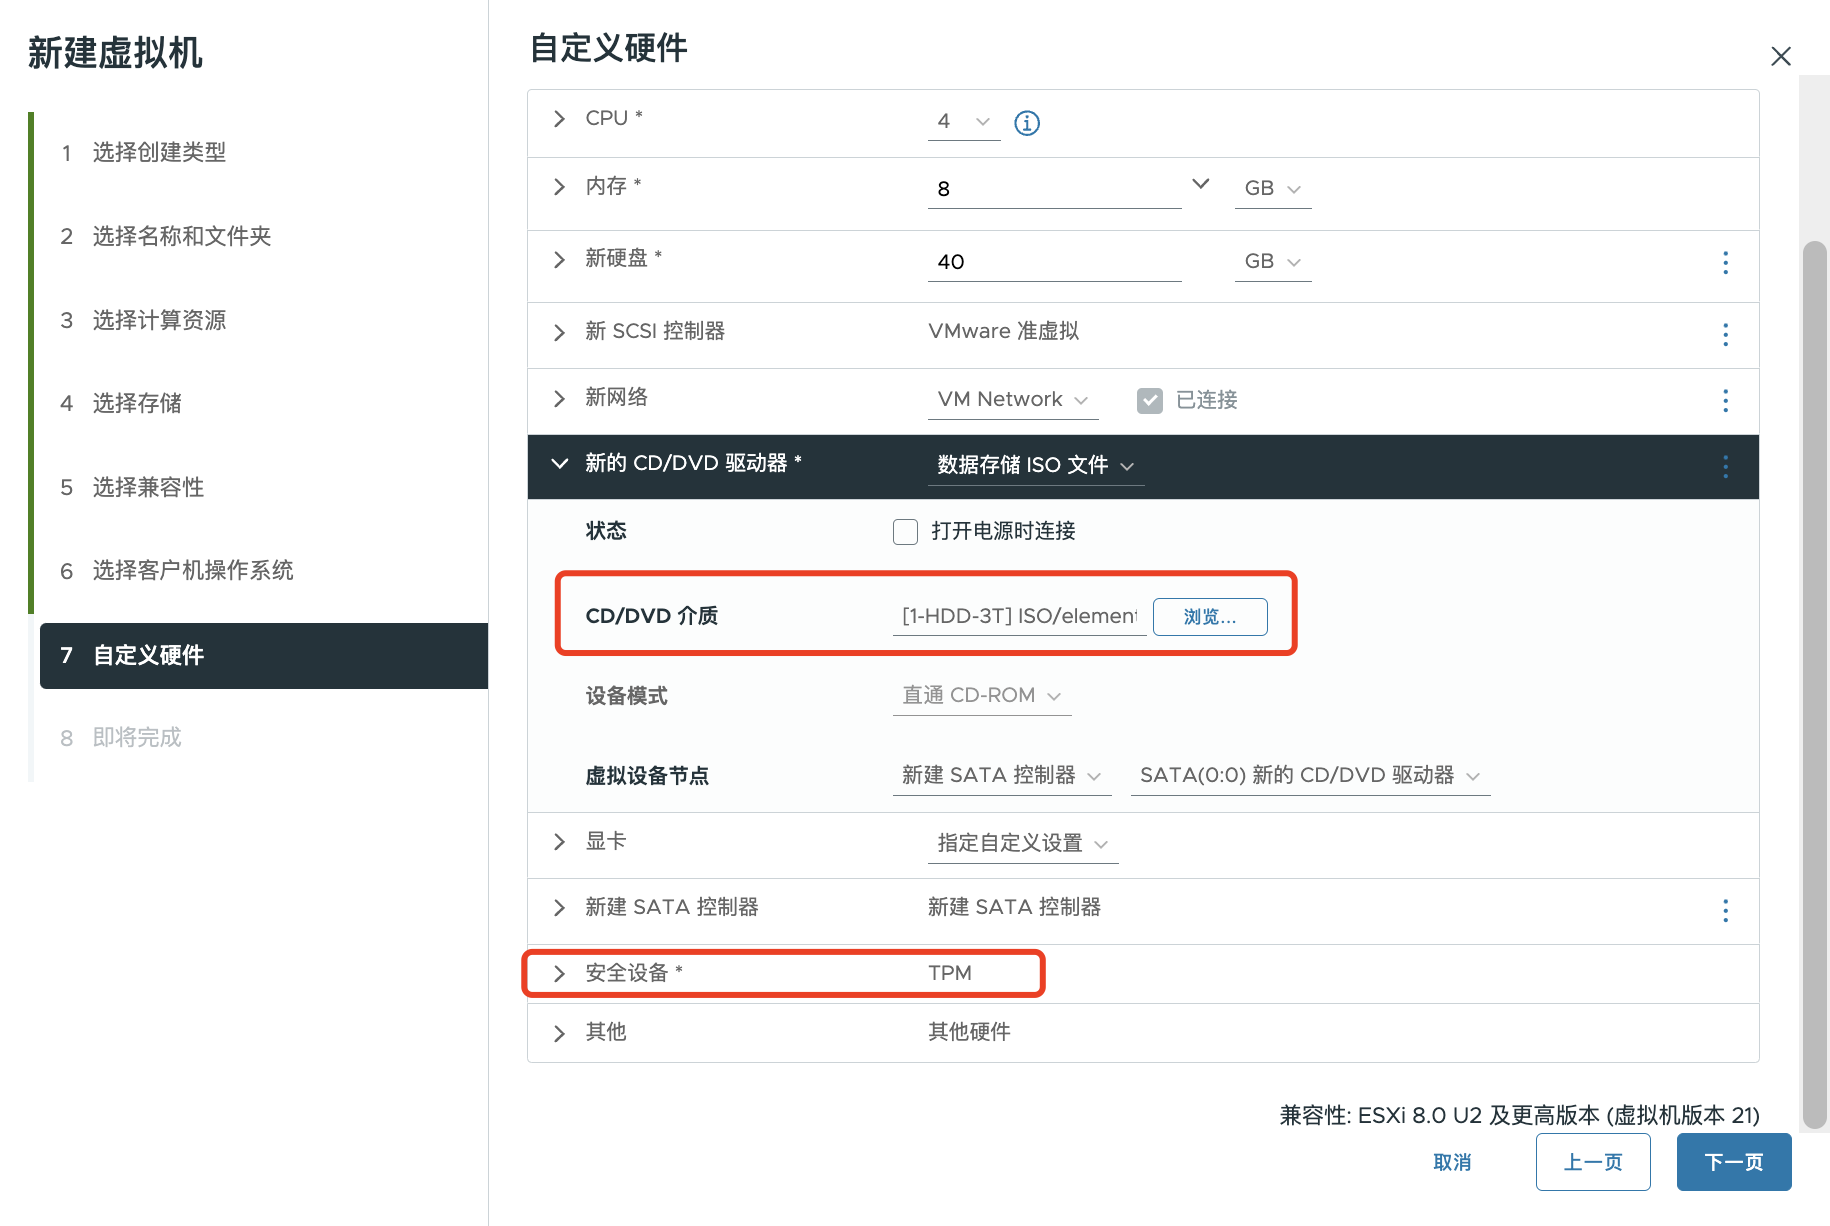 新建虚拟机
1 选择创建类型
2 选择名称和文件夹
3 选择计算资源
4 选择存储
5 选择兼容性
6 选择客户机操作系统
7 自定义硬件
8 即将完成
自定义硬件
CPU * 4
内存 * 8 GB
新硬盘 * 40 GB
新 SCSI 控制器 VMware 准虚拟
新网络 VM Network 已连接
新的 CD/DVD 驱动器 * 数据存储 ISO 文件
状态 打开电源时连接
CD/DVD 介质 [1-HDD-3T] ISO/element 浏览...
设备模式 直通 CD-ROM
虚拟设备节点 新建 SATA 控制器 SATA(0:0) 新的 CD/DVD 驱动器
显卡 指定自定义设置
新建 SATA 控制器 新建 SATA 控制器
安全设备 * TPM
其他 其他硬件
兼容性: ESXi 8.0 U2 及更高版本 (虚拟机版本 21)
取消 上一页 下一页